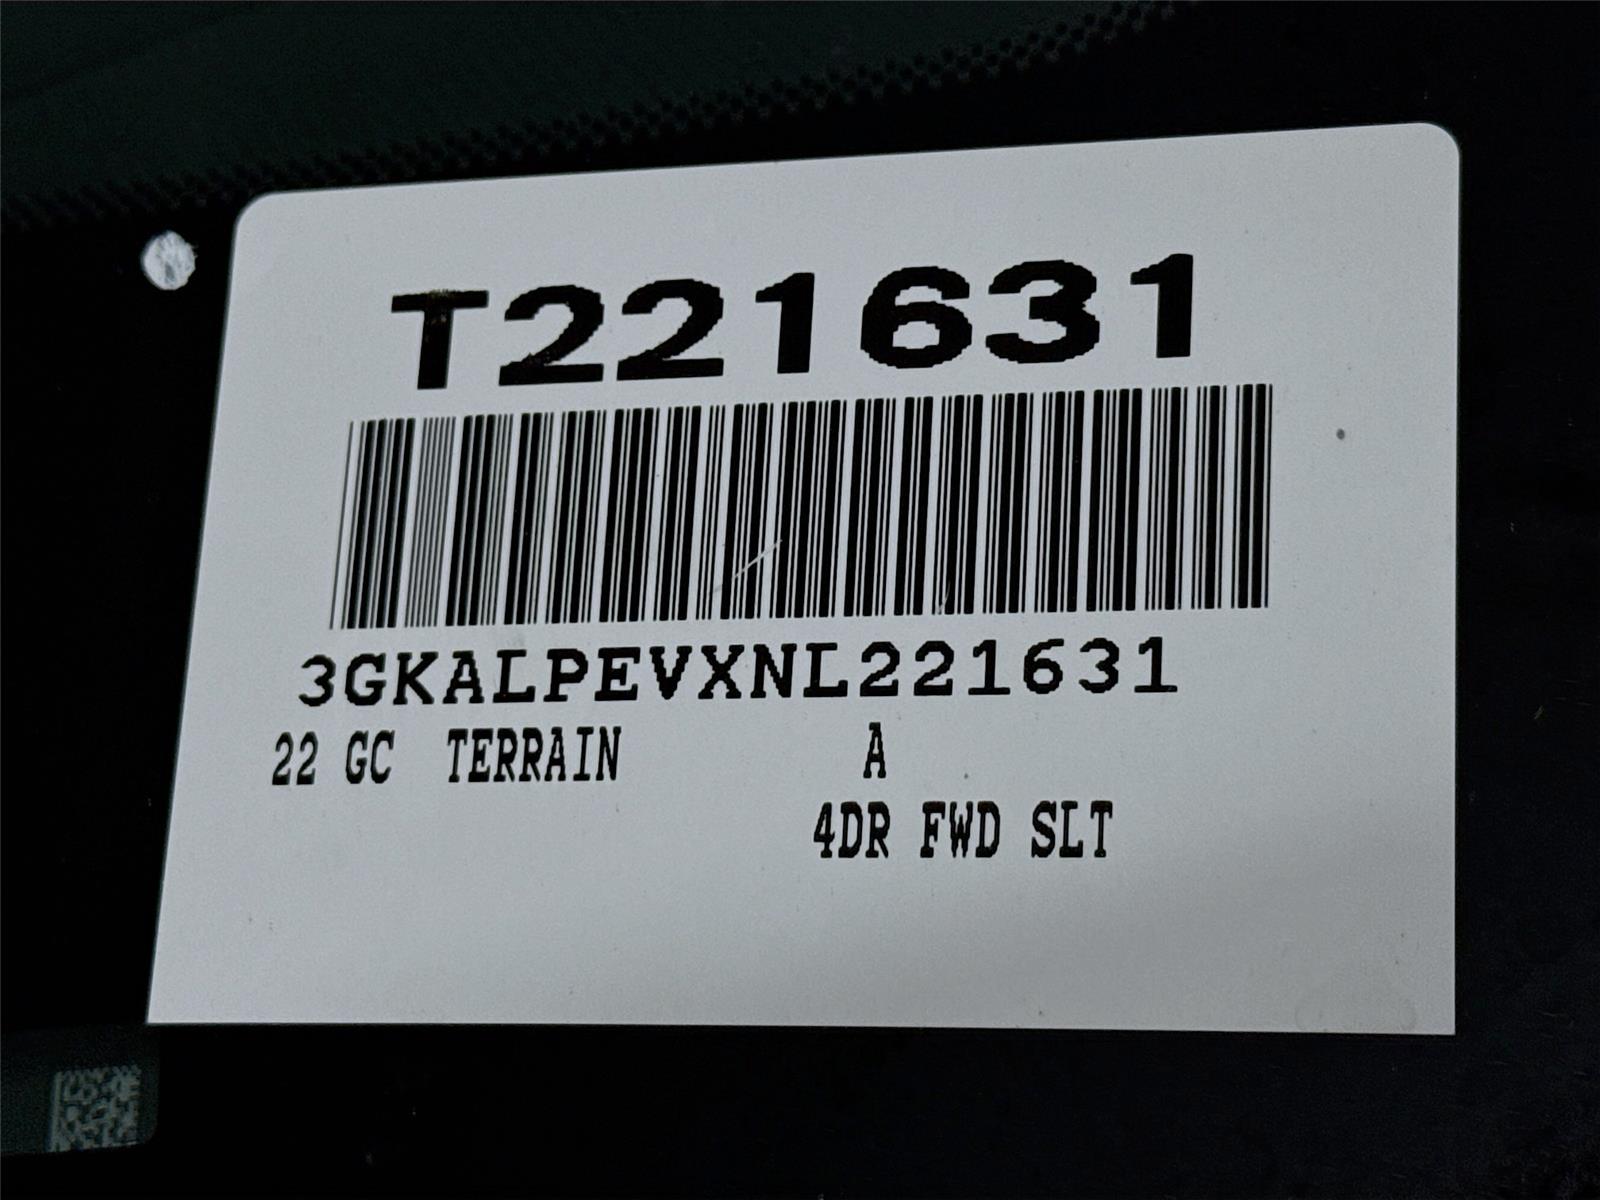 T221631
3GKALPEVXNL221631
22 GC TERRAIN A
4DR FWD SLT